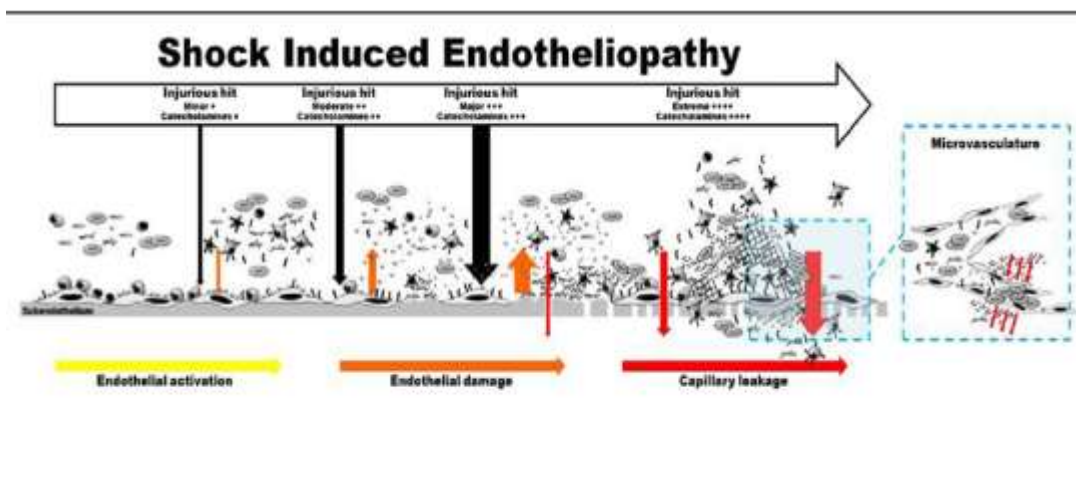 Shock Induced Endotheliopathy
Injurious hit
Minor +
Catecholamines +
Injurious hit
Moderate ++
Catecholamines ++
Injurious hit
Major +++
Catecholamines +++
Injurious hit
Extreme ++++
Catecholamines ++++
Microvasculature
Subendothelium
Endothelial activation
Endothelial damage
Capillary leakage